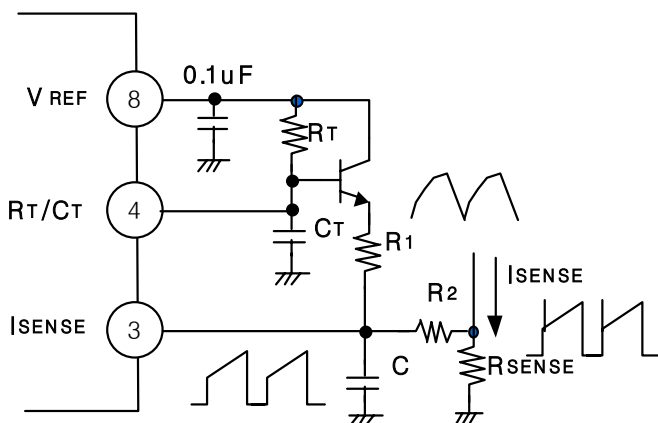 0.1uF
VREF
8
RT
RT/CT
4
CT
R1
R2
ISENSE
ISENSE
3
C
RSENSE